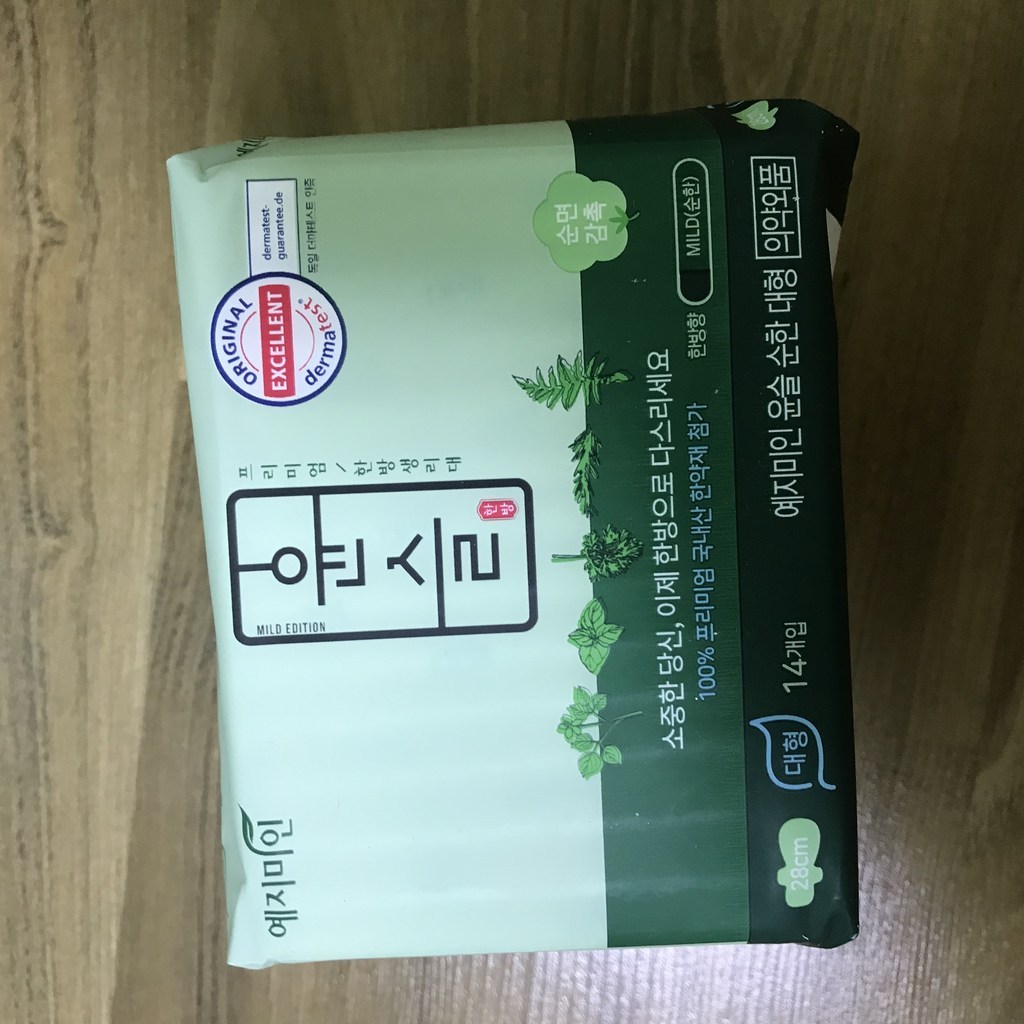 예지미인
프리미엄/한방생리대
윤슬
한방
MILD EDITION
ORIGINAL
EXCELLENT
dermatest®
dermatest-
guarantee.de
독일 더마테스트 인증
순면
감촉
소중한 당신, 이제 한방으로 다스리세요
100% 프리미엄 국내산 한약재 첨가
한방향
MILD(순한)
28cm
대형
14개입
예지미인 윤슬 순한 대형 의약외품